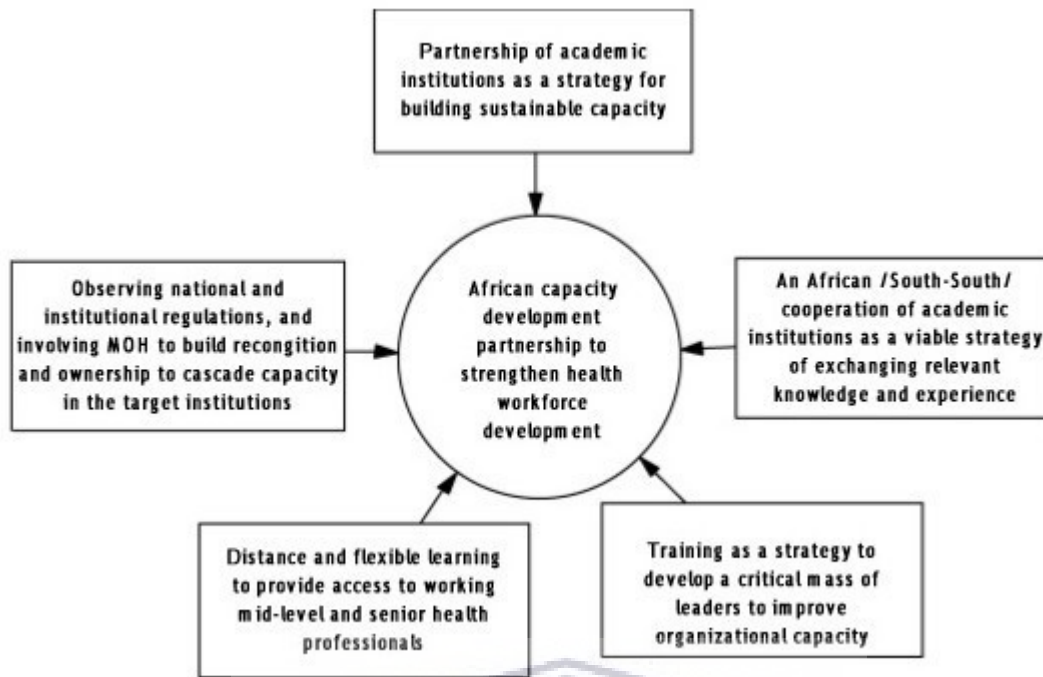 Partnership of academic
institutions as a strategy for
building sustainable capacity
Observing national and
institutional regulations, and
involving MOH to build recongition
and ownership to cascade capacity
in the target institutions
African capacity
development
partnership to
strengthen health
workforce
development
An African /South-South/
cooperation of academic
institutions as a viable strategy
of exchanging relevant
knowledge and experience
Distance and flexible learning
to provide access to working
mid-level and senior health
professionals
Training as a strategy to
develop a critical mass of
leaders to improve
organizational capacity